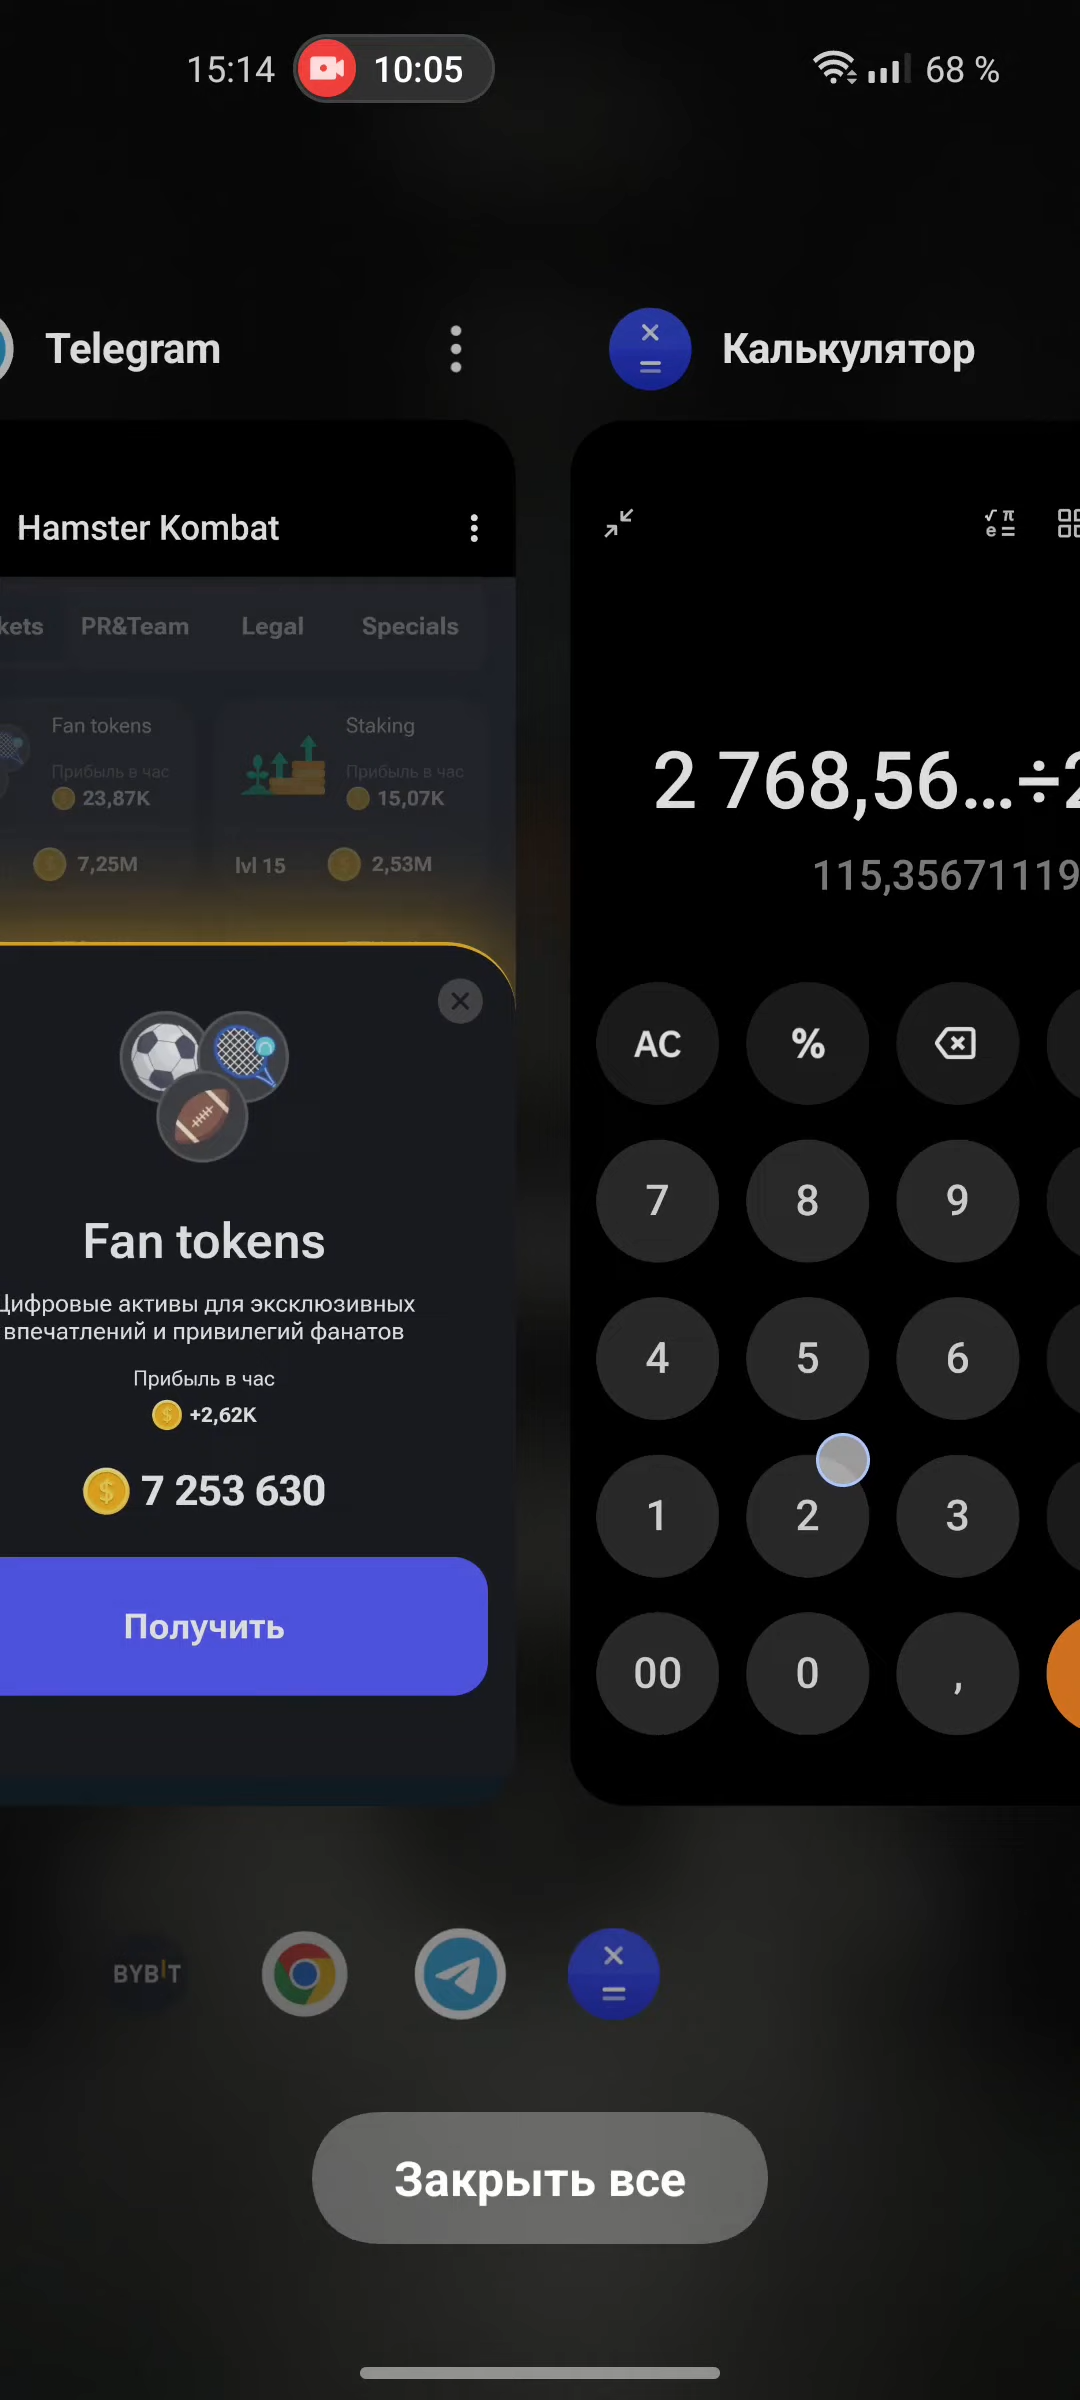 15:14
10:05
68 %
Telegram
Калькулятор
Hamster Kombat
kets
PR&Team
Legal
Specials
Fan tokens
Прибыль в час
23,87K
7,25M
Staking
Прибыль в час
15,07K
lvl 15
2,53M
Fan tokens
Цифровые активы для эксклюзивных
впечатлений и привилегий фанатов
Прибыль в час
+2,62K
7 253 630
Получить
√ π
e =
2 768,56...÷2
115,35671119
AC
%
7
8
9
4
5
6
1
2
3
00
0
,
BYBIT
Закрыть все